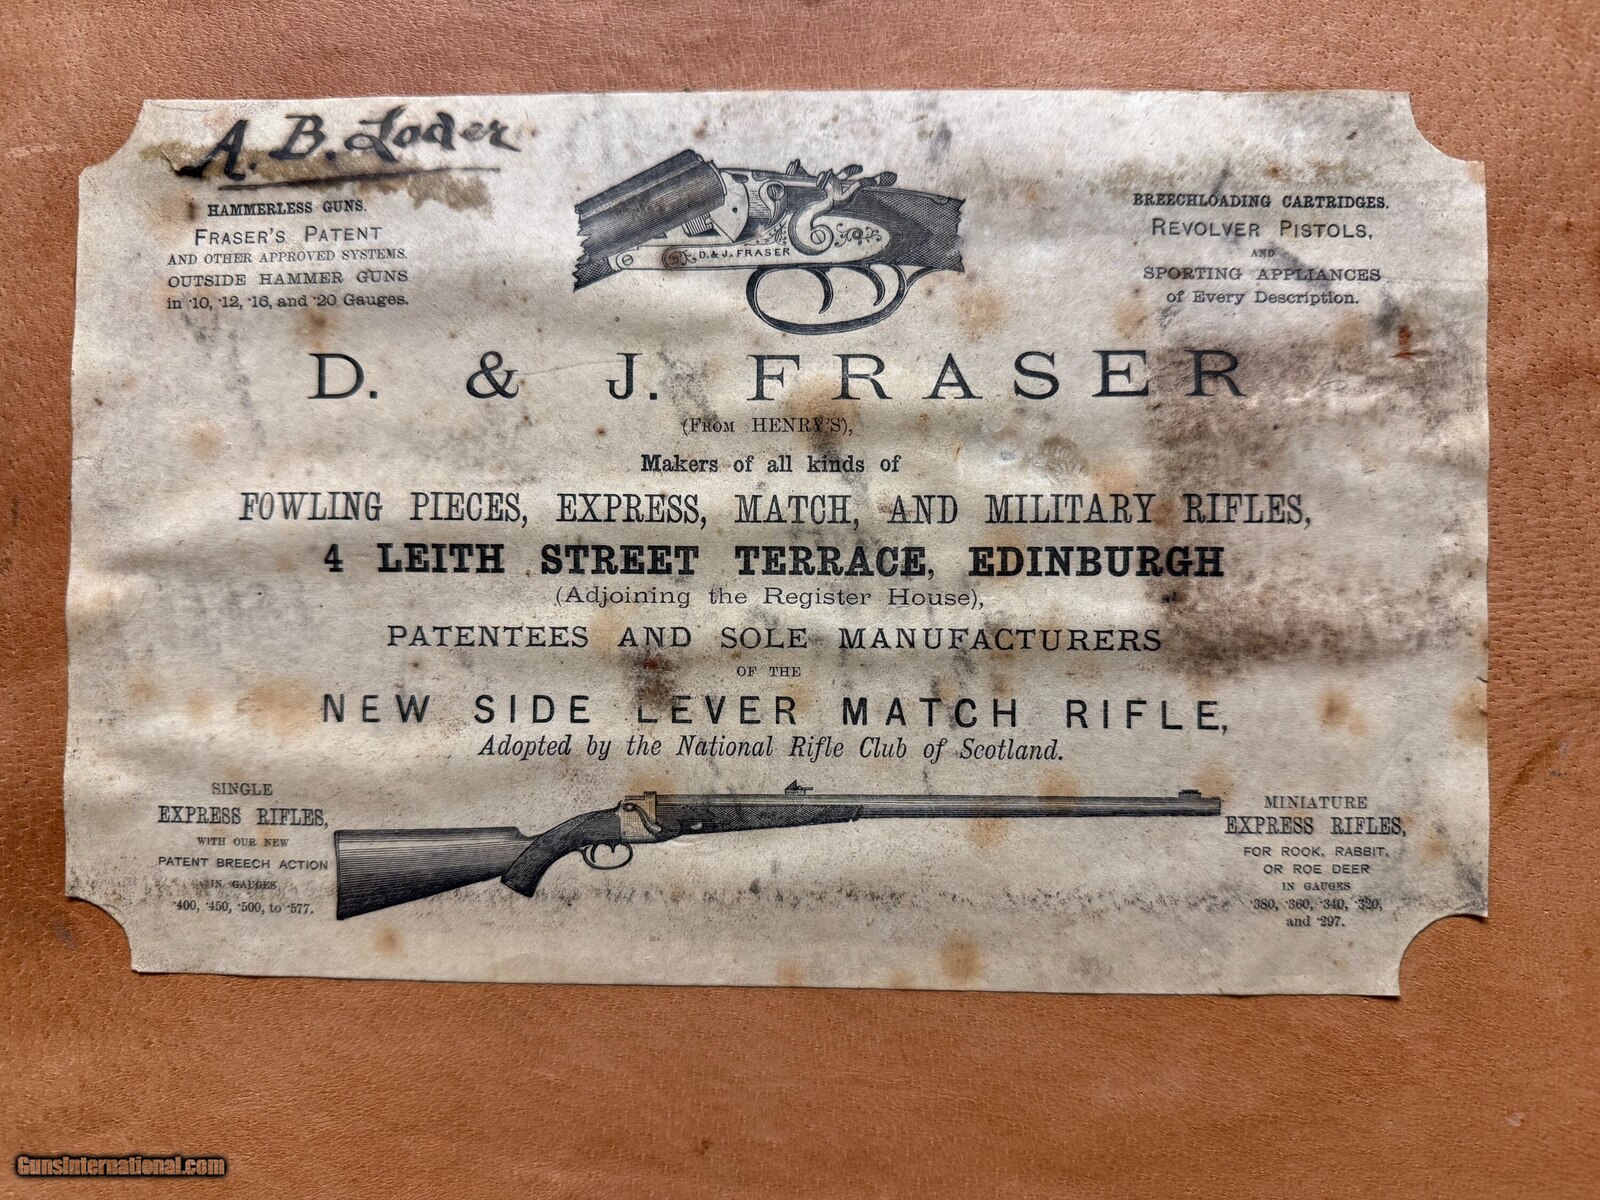 A. B. Loder
HAMMERLESS GUNS.
FRASER'S PATENT
AND OTHER APPROVED SYSTEMS.
OUTSIDE HAMMER GUNS
in ·10, ·12, ·16, and ·20 Gauges.
D. & J. FRASER
BREECHLOADING CARTRIDGES.
REVOLVER PISTOLS,
AND
SPORTING APPLIANCES
of Every Description.
D. & J. FRASER
(FROM HENRY'S),
Makers of all kinds of
FOWLING PIECES, EXPRESS, MATCH, AND MILITARY RIFLES,
4 LEITH STREET TERRACE, EDINBURGH
(Adjoining the Register House),
PATENTEES AND SOLE MANUFACTURERS
OF THE
NEW SIDE LEVER MATCH RIFLE,
Adopted by the National Rifle Club of Scotland.
SINGLE
EXPRESS RIFLES,
WITH OUR NEW
PATENT BREECH ACTION
IN GAUGES
·400, ·450, ·500, to ·577.
MINIATURE
EXPRESS RIFLES,
FOR ROOK, RABBIT,
OR ROE DEER
IN GAUGES
·380, ·360, ·340, ·320,
and ·297.
GunsInternational.com